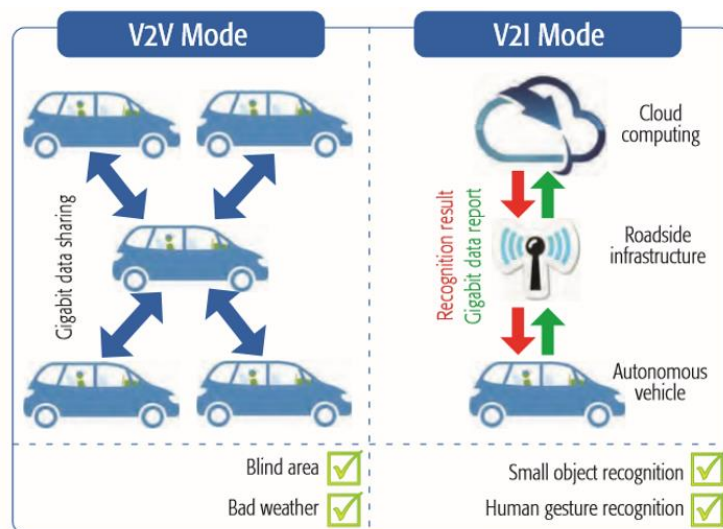 V2V Mode
Gigabit data sharing
Blind area
Bad weather
V2I Mode
Cloud
computing
Recognition result
Gigabit data report
Roadside
infrastructure
Autonomous
vehicle
Small object recognition
Human gesture recognition